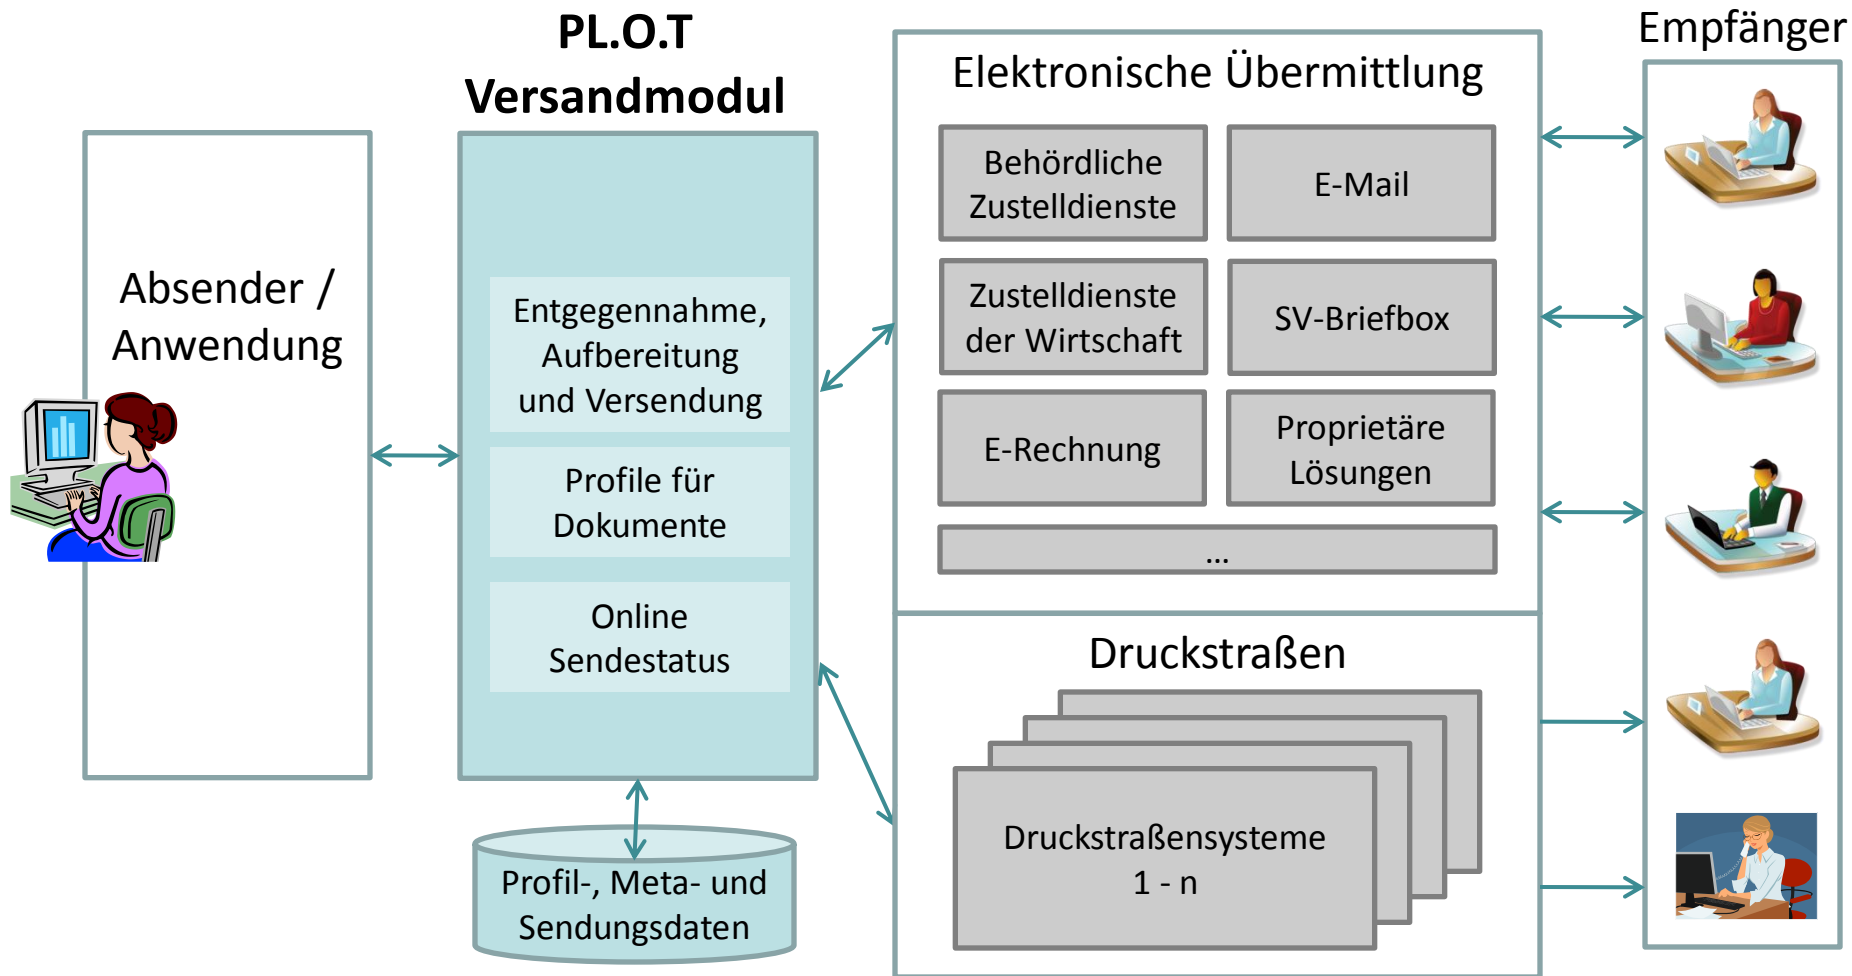 PL.O.T
Versandmodul
Absender /
Anwendung
Entgegennahme,
Aufbereitung
und Versendung
Profile für
Dokumente
Online
Sendestatus
Profil-, Meta- und
Sendungsdaten
Elektronische Übermittlung
Behördliche
Zustelldienste
E-Mail
Zustelldienste
der Wirtschaft
SV-Briefbox
E-Rechnung
Proprietäre
Lösungen
...
Druckstraßen
Druckstraßensysteme
1 - n
Empfänger